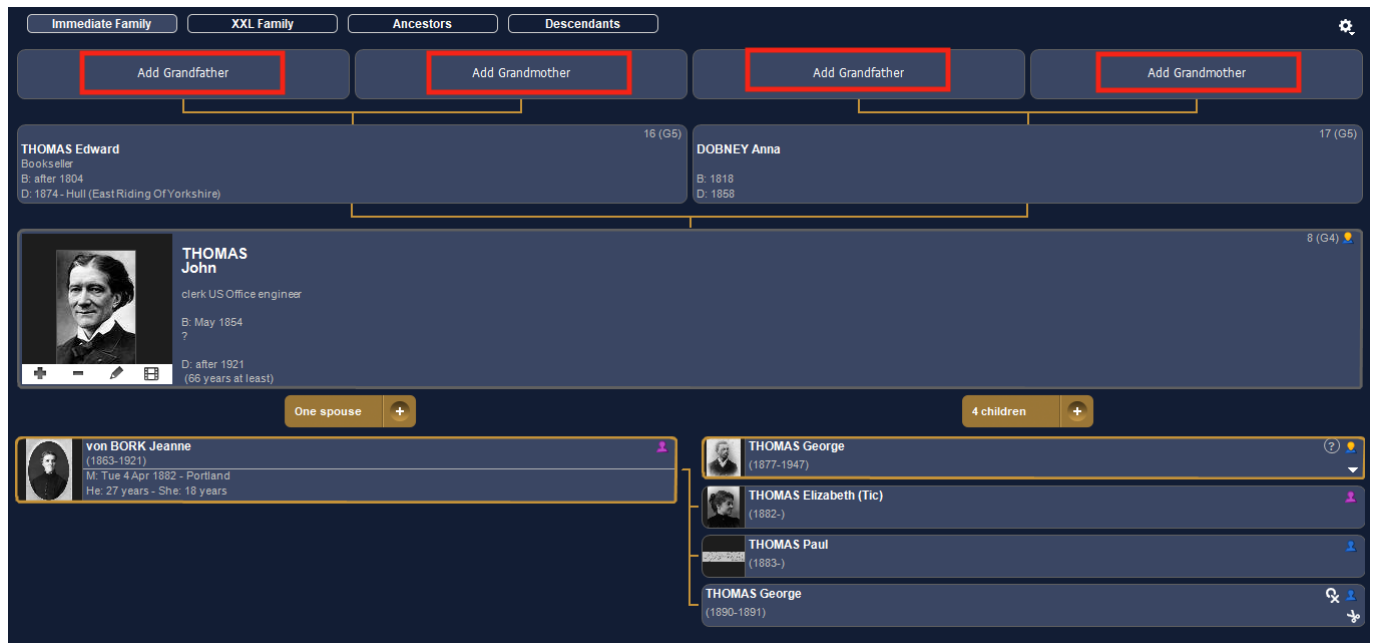 Immediate Family
XXL Family
Ancestors
Descendants
Add Grandfather
Add Grandmother
Add Grandfather
Add Grandmother
16 (G5)
THOMAS Edward
Bookseller
B: after 1804
D: 1874 - Hull (East Riding Of Yorkshire)
17 (G5)
DOBNEY Anna
B: 1818
D: 1858
8 (G4)
THOMAS
John
clerk US Office engineer
B: May 1854
?
D: after 1921
(66 years at least)
One spouse +
4 children +
von BORK Jeanne
(1863-1921)
M: Tue 4 Apr 1882 - Portland
He: 27 years - She: 18 years
THOMAS George
(1877-1947)
?
THOMAS Elizabeth (Tic)
(1882-)
THOMAS Paul
(1883-)
THOMAS George
(1890-1891)